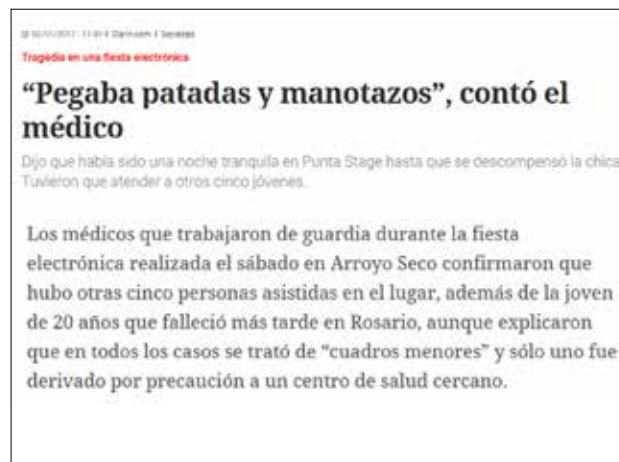 Clarín.com | Sociedad
Tragedia en una fiesta electrónica
“Pegaba patadas y manotazos”, contó el
médico
Dijo que había sido una noche tranquila en Punta Stage hasta que se descompensó la chica
Tuvieron que atender a otros cinco jóvenes.
Los médicos que trabajaron de guardia durante la fiesta
electrónica realizada el sábado en Arroyo Seco confirmaron que
hubo otras cinco personas asistidas en el lugar, además de la joven
de 20 años que falleció más tarde en Rosario, aunque explicaron
que en todos los casos se trató de “cuadros menores” y sólo uno fue
derivado por precaución a un centro de salud cercano.